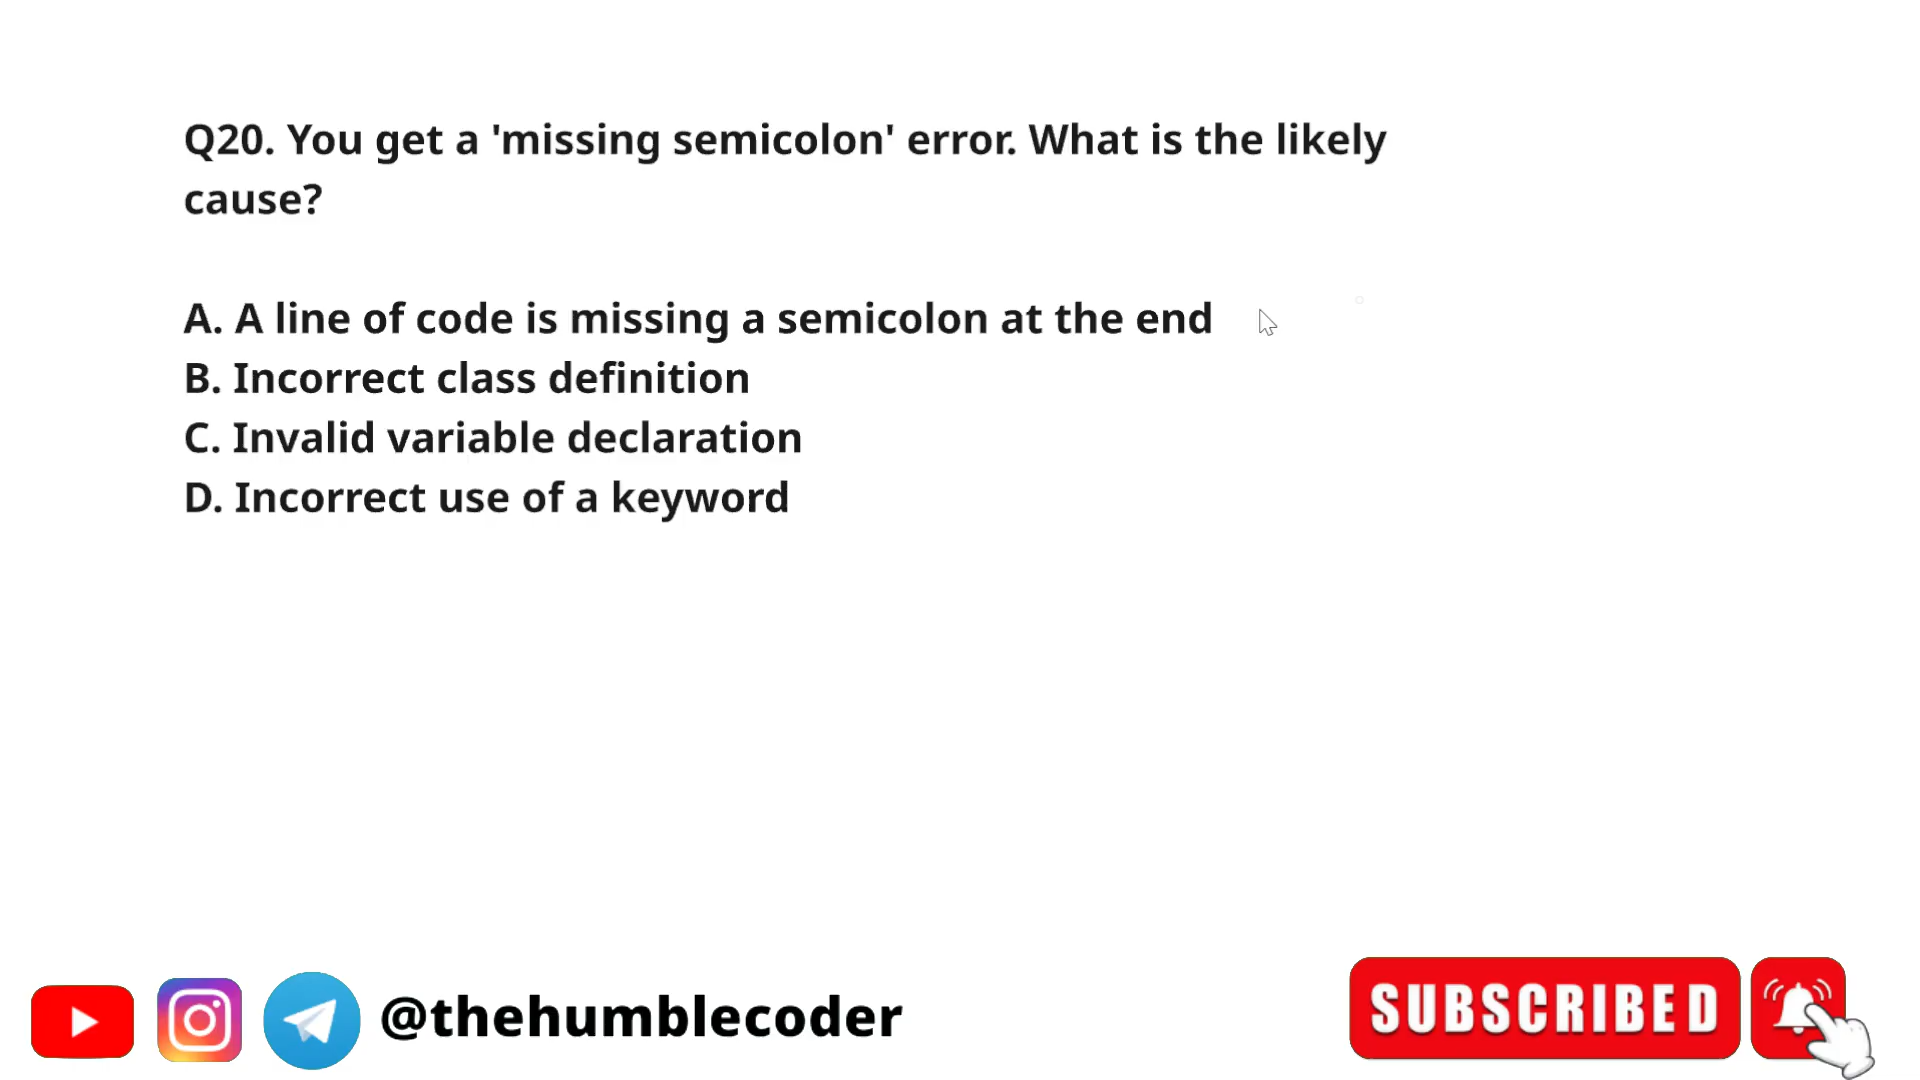 Q20. You get a 'missing semicolon' error. What is the likely
cause?
A. A line of code is missing a semicolon at the end
B. Incorrect class definition
C. Invalid variable declaration
D. Incorrect use of a keyword
@thehumblecoder
SUBSCRIBED